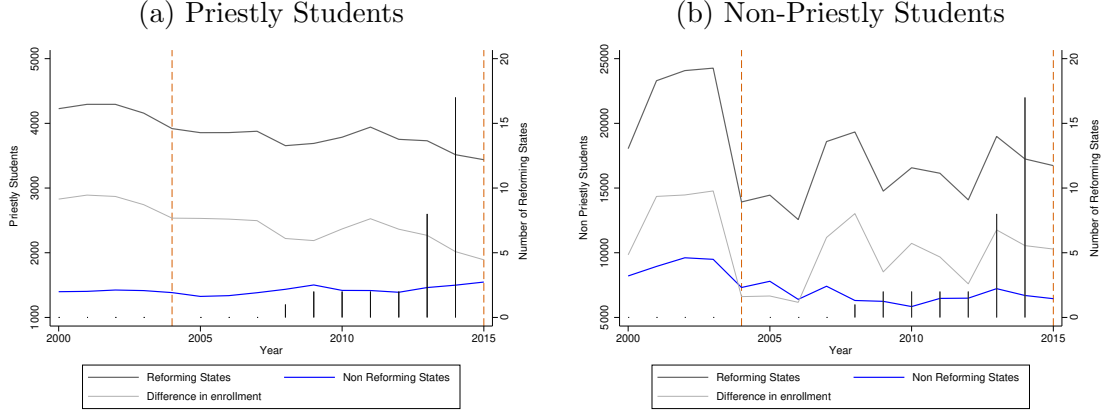 (a) Priestly Students
5000
4000
3000
2000
1000
Priestly Students
20
15
10
5
0
Number of Reforming States
2000
2005
2010
2015
Year
Reforming States
Non Reforming States
Difference in enrollment
(b) Non-Priestly Students
25000
20000
15000
10000
5000
Non Priestly Students
20
15
10
5
0
Number of Reforming States
2000
2005
2010
2015
Year
Reforming States
Non Reforming States
Difference in enrollment